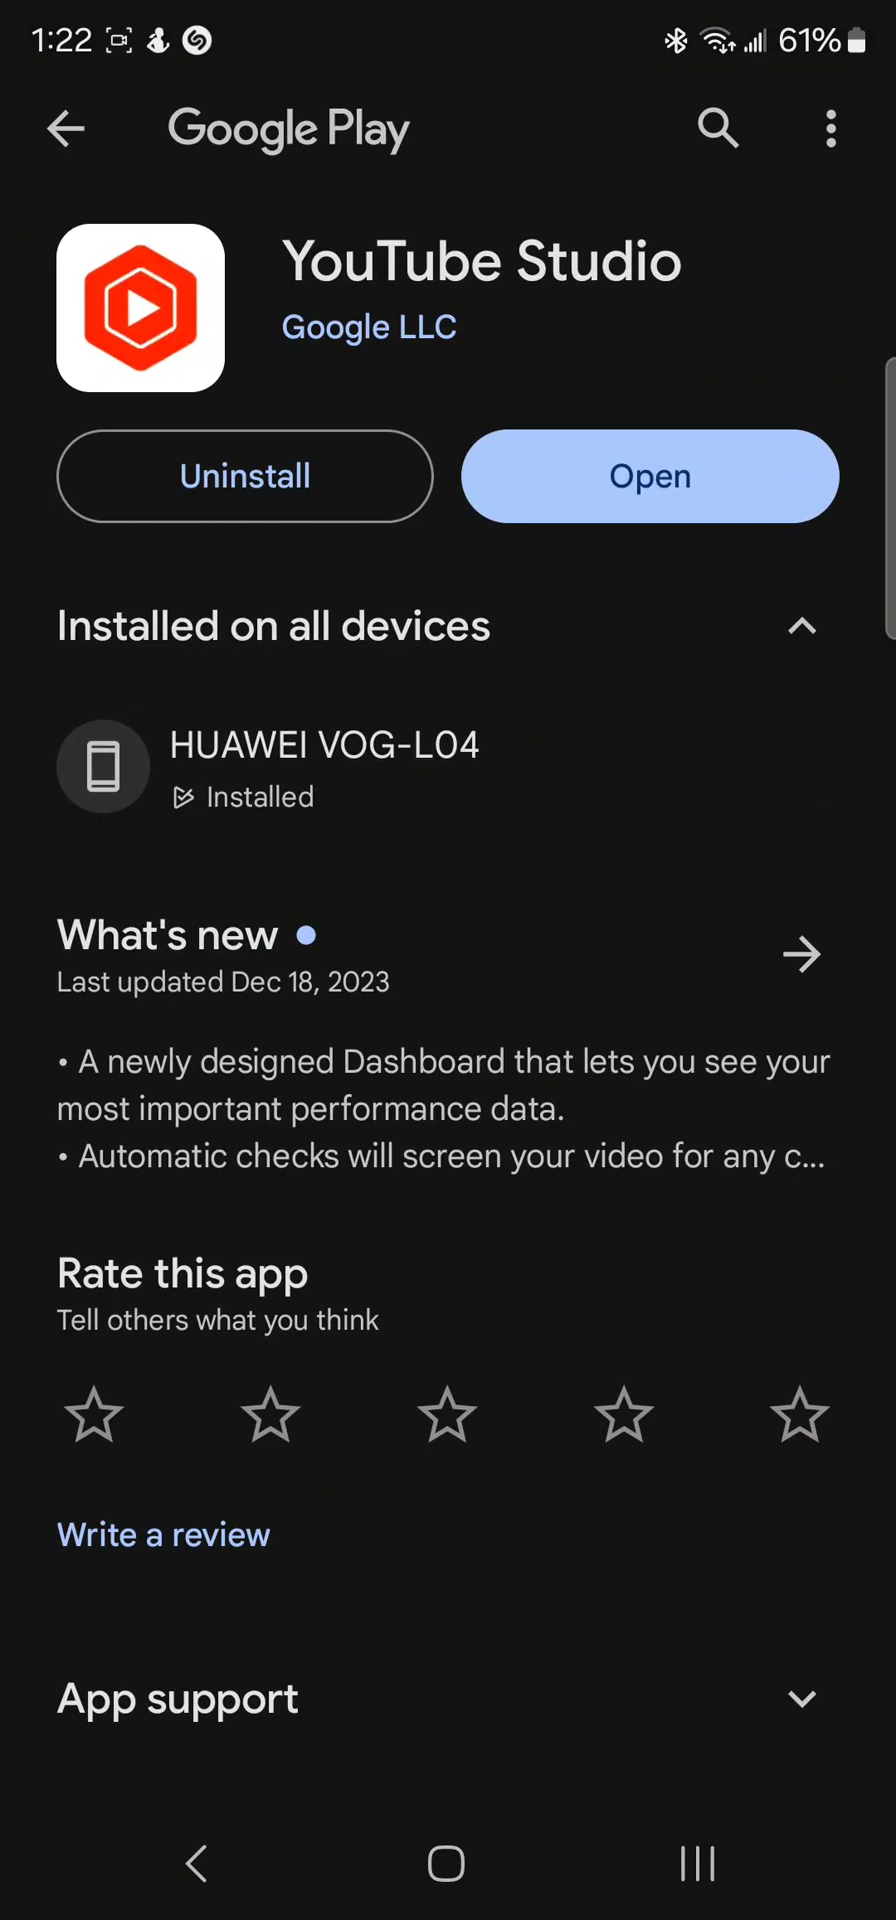 1:22 61%
Google Play
YouTube Studio
Google LLC
Uninstall Open
Installed on all devices
HUAWEI VOG-L04
Installed
What's new
Last updated Dec 18, 2023
• A newly designed Dashboard that lets you see your
most important performance data.
• Automatic checks will screen your video for any c...
Rate this app
Tell others what you think
Write a review
App support